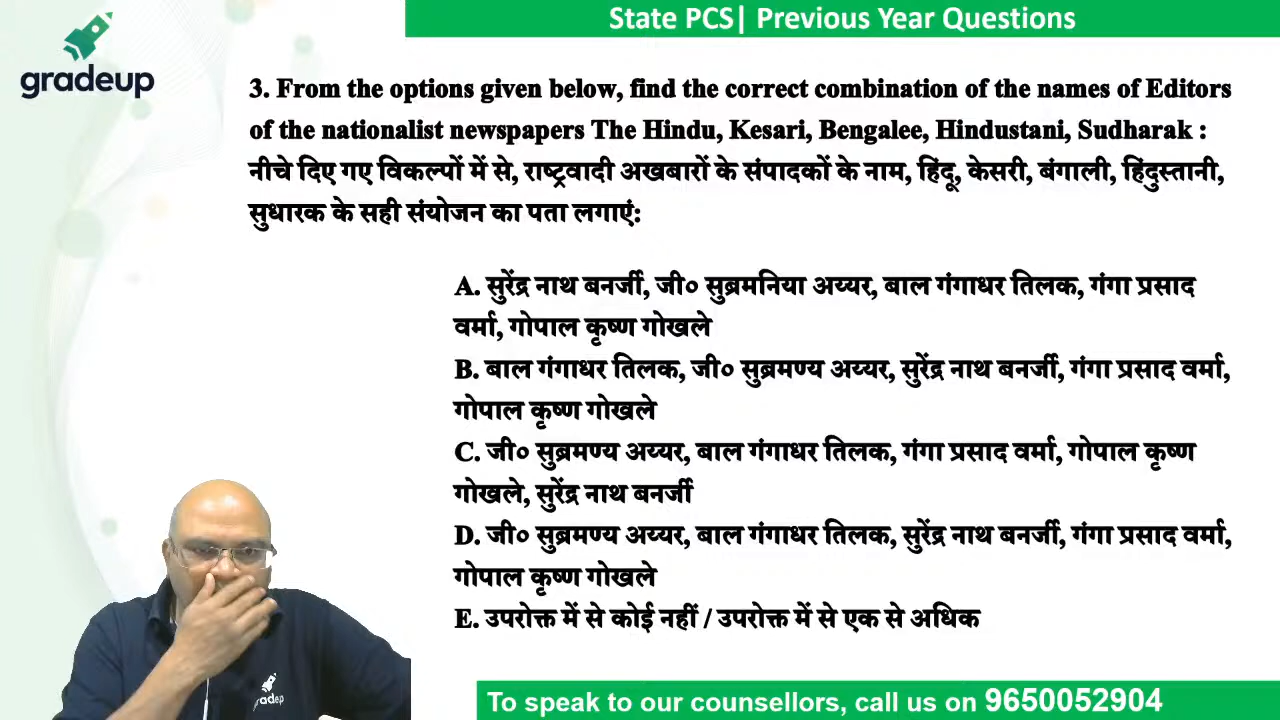 State PCS| Previous Year Questions
gradeup
3. From the options given below, find the correct combination of the names of Editors
of the nationalist newspapers The Hindu, Kesari, Bengalee, Hindustani, Sudharak :
नीचे दिए गए विकल्पों में से, राष्ट्रवादी अखबारों के संपादकों के नाम, हिंदू, केसरी, बंगाली, हिंदुस्तानी,
सुधारक के सही संयोजन का पता लगाएं:
A. सुरेंद्र नाथ बनर्जी, जी० सुब्रमनिया अय्यर, बाल गंगाधर तिलक, गंगा प्रसाद
वर्मा, गोपाल कृष्ण गोखले
B. बाल गंगाधर तिलक, जी० सुब्रमण्य अय्यर, सुरेंद्र नाथ बनर्जी, गंगा प्रसाद वर्मा,
गोपाल कृष्ण गोखले
C. जी० सुब्रमण्य अय्यर, बाल गंगाधर तिलक, गंगा प्रसाद वर्मा, गोपाल कृष्ण
गोखले, सुरेंद्र नाथ बनर्जी
D. जी० सुब्रमण्य अय्यर, बाल गंगाधर तिलक, सुरेंद्र नाथ बनर्जी, गंगा प्रसाद वर्मा,
गोपाल कृष्ण गोखले
E. उपरोक्त में से कोई नहीं / उपरोक्त में से एक से अधिक
gradeup
To speak to our counsellors, call us on 9650052904